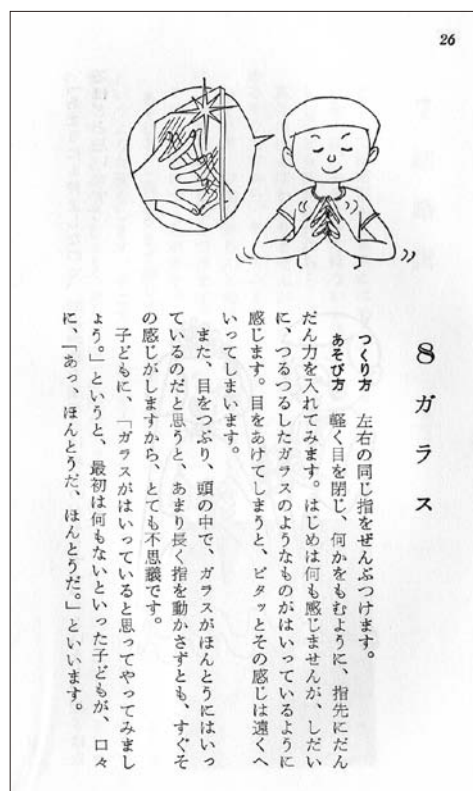 26
8 ガラス
つくり方 左右の同じ指をぜんぶつけます。
あそび方 軽く目を閉じ、何かをもむように、指先にだん
だん力を入れてみます。はじめは何も感じませんが、しだい
に、つるつるしたガラスのようなものがはいっているように
感じます。目をあけてしまうと、ピタッとその感じは遠くへ
いってしまいます。
また、目をつぶり、頭の中で、ガラスがほんとうにはいっ
ているのだと思うと、あまり長く指を動かさずとも、すぐそ
の感じがしますから、とても不思議です。
子どもに、「ガラスがはいっていると思ってやってみまし
ょう。」というと、最初は何もないといった子どもが、口々
に、「あっ、ほんとうだ、ほんとうだ。」といいます。